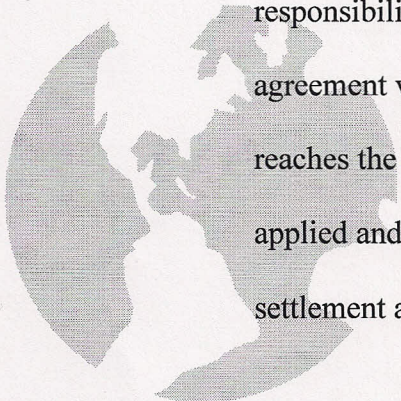 responsibili
agreement
reaches the
applied and
settlement